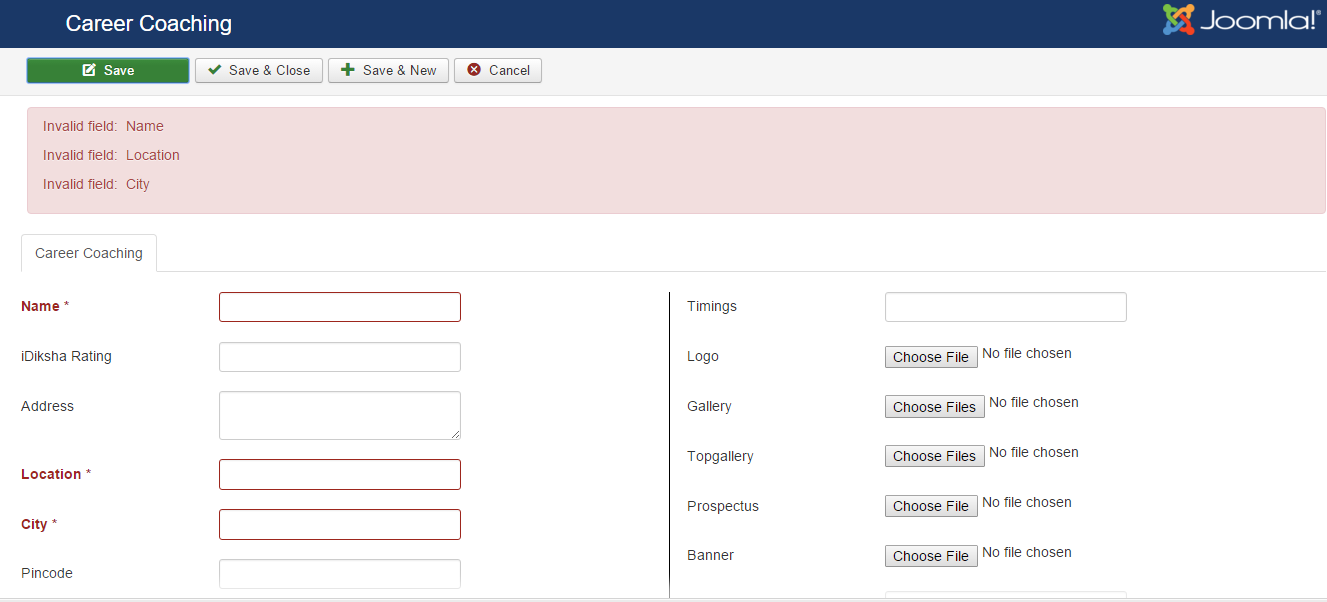 Career Coaching
Joomla!®
Save
Save & Close
Save & New
Cancel
Invalid field: Name
Invalid field: Location
Invalid field: City
Career Coaching
Name *
iDiksha Rating
Address
Location *
City *
Pincode
Timings
Logo Choose File No file chosen
Gallery Choose Files No file chosen
Topgallery Choose Files No file chosen
Prospectus Choose File No file chosen
Banner Choose File No file chosen